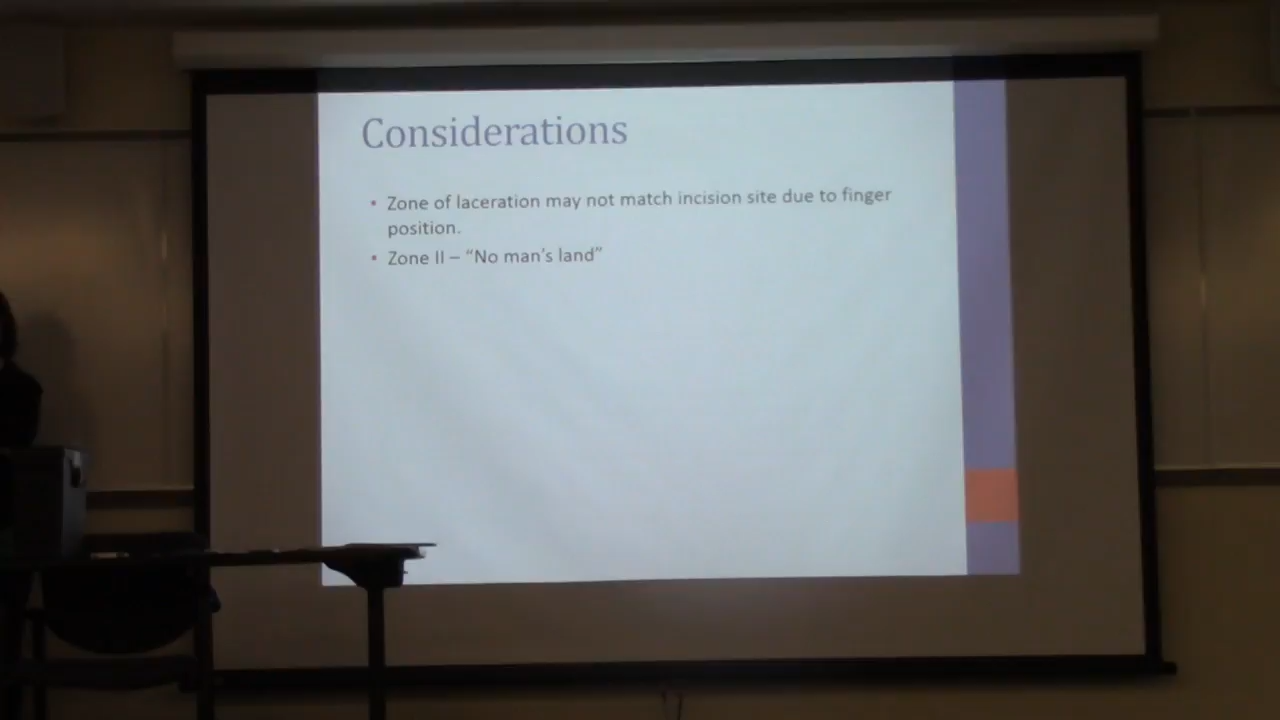 Considerations
• Zone of laceration may not match incision site due to finger
position.
• Zone II – “No man’s land”